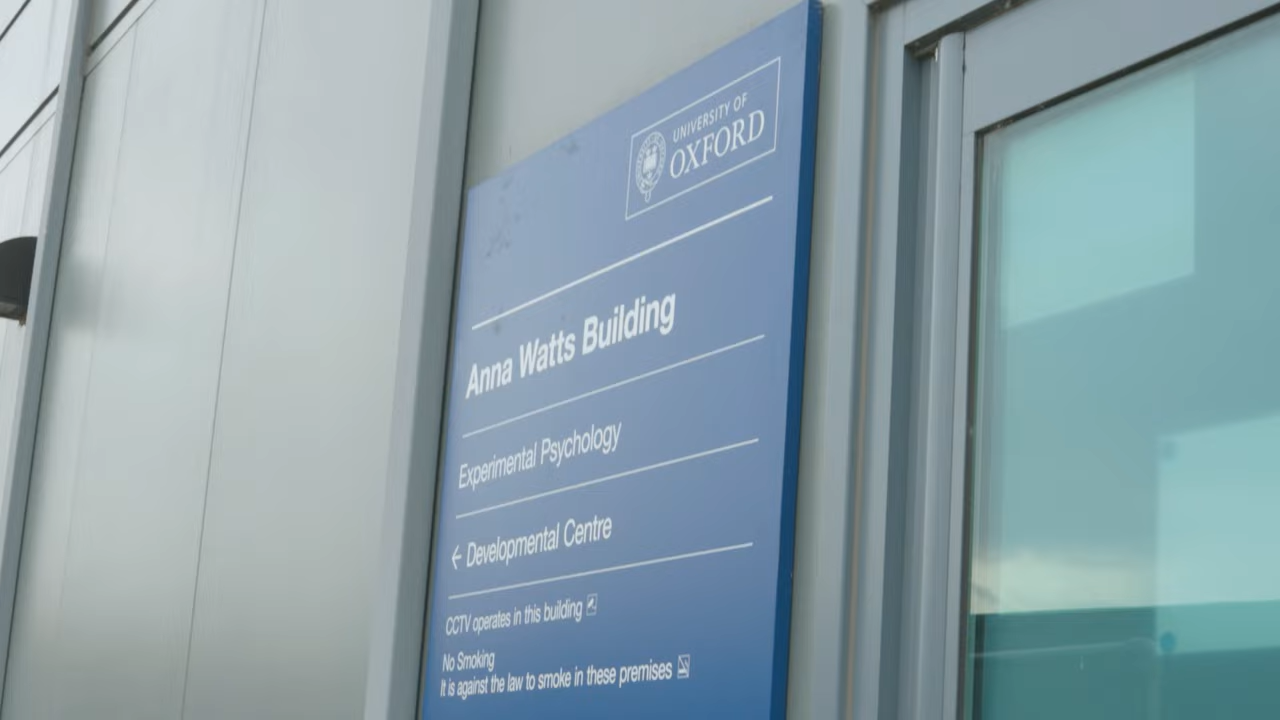 UNIVERSITY OF
OXFORD
Anna Watts Building
Experimental Psychology
← Developmental Centre
CCTV operates in this building
No Smoking
It is against the law to smoke in these premises